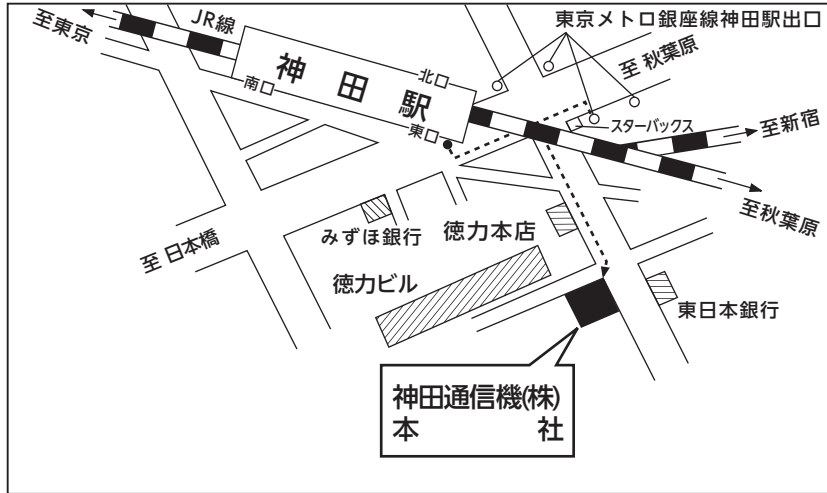 東京メトロ銀座線神田駅出口
JR線
至東京
至 秋葉原
神田駅
北口
南口
東口
スターバックス
至新宿
至秋葉原
至 日本橋
みずほ銀行
徳力本店
徳力ビル
東日本銀行
神田通信機(株)
本 社